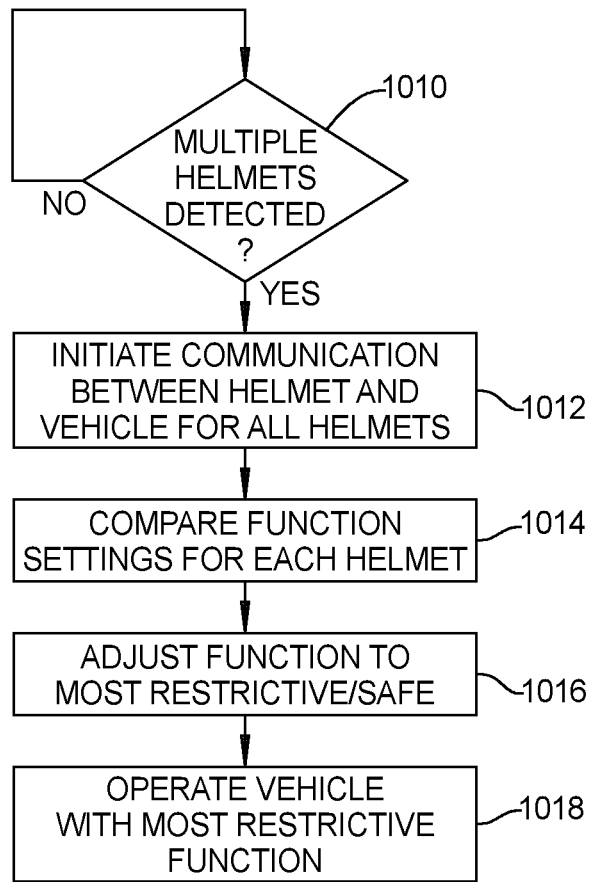 1010
MULTIPLE
HELMETS
DETECTED
?
NO
YES
INITIATE COMMUNICATION
BETWEEN HELMET AND
VEHICLE FOR ALL HELMETS
1012
COMPARE FUNCTION
SETTINGS FOR EACH HELMET
1014
ADJUST FUNCTION TO
MOST RESTRICTIVE/SAFE
1016
OPERATE VEHICLE
WITH MOST RESTRICTIVE
FUNCTION
1018